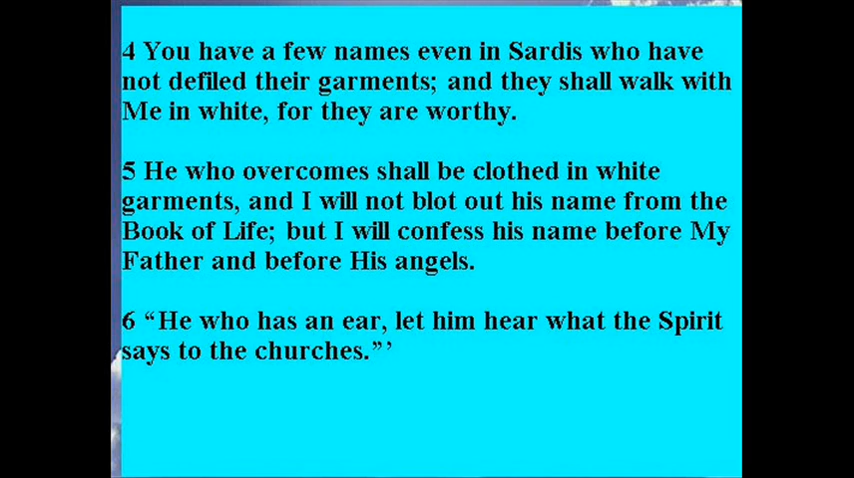 4 You have a few names even in Sardis who have
not defiled their garments; and they shall walk with
Me in white, for they are worthy.
5 He who overcomes shall be clothed in white
garments, and I will not blot out his name from the
Book of Life; but I will confess his name before My
Father and before His angels.
6 “He who has an ear, let him hear what the Spirit
says to the churches.”’